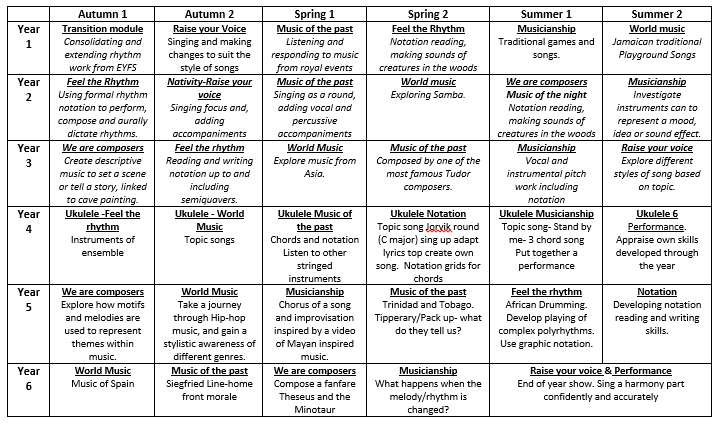 Autumn 1 Autumn 2 Spring 1 Spring 2 Summer 1 Summer 2
Year 1
Transition module
Consolidating and
extending rhythm
work from EYFS
Raise your Voice
Singing and making
changes to suit the
style of songs
Music of the past
Listening and
responding to music
from royal events
Feel the Rhythm
Notation reading,
making sounds of
creatures in the woods
Musicianship
Traditional games and
songs.
World music
Jamaican traditional
Playground Songs
Year 2
Feel the Rhythm
Using formal rhythm
notation to perform,
compose and aurally
dictate rhythms.
Nativity-Raise your
voice
Singing focus and,
adding
accompaniments
Music of the past
Singing as a round,
adding vocal and
percussive
accompaniments
World music
Exploring Samba.
We are composers
Music of the night
Notation reading,
making sounds of
creatures in the woods
Musicianship
Investigate
instruments can to
represent a mood,
idea or sound effect.
Year 3
We are composers
Create descriptive
music to set a scene
or tell a story, linked
to cave painting.
Feel the rhythm
Reading and writing
notation up to and
including
semiquavers.
World Music
Explore music from
Asia.
Music of the past
Composed by one of the
most famous Tudor
composers.
Musicianship
Vocal and
instrumental pitch
work including
notation
Raise your voice
Explore different
styles of song based
on topic.
Year 4
Ukulele -Feel the
rhythm
Instruments of
ensemble
Ukulele - World
Music
Topic songs
Ukulele Music of
the past
Chords and notation
Listen to other
stringed
instruments
Ukulele Notation
Topic song Jorvik round
(C major) sing up adapt
lyrics top create own
song. Notation grids for
chords
Ukulele Musicianship
Topic song- Stand by
me- 3 chord song
Put together a
performance
Ukulele 6
Performance.
Appraise own skills
developed through
the year
Year 5
We are composers
Explore how motifs
and melodies are
used to represent
themes within
music.
World Music
Take a journey
through Hip-hop
music, and gain a
stylistic awareness of
different genres.
Musicianship
Chorus of a song
and improvisation
inspired by a video
of Mayan inspired
music.
Music of the past
Trinidad and Tobago.
Tipperary/Pack up- what
do they tell us?
Feel the rhythm
African Drumming.
Develop playing of
complex polyrhythms.
Use graphic notation.
Notation
Developing notation
reading and writing
skills.
Year 6
World Music
Music of Spain
Music of the past
Siegfried Line-home
front morale
We are composers
Compose a fanfare
Theseus and the
Minotaur
Musicianship
What happens when the
melody/rhythm is
changed?
Raise your voice & Performance
End of year show. Sing a harmony part
confidently and accurately